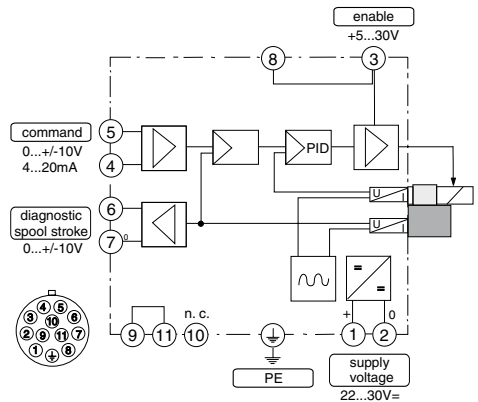 enable
+5...30V
8
3
command
0...+/-10V
4...20mA
5
4
PID
diagnostic
spool stroke
0...+/-10V
6
7
0
U
I
U
I
=
=
+
0
4
5
3
10
6
2
9
11
7
1
8
n. c.
9
11
10
1
2
PE
supply
voltage
22...30V=